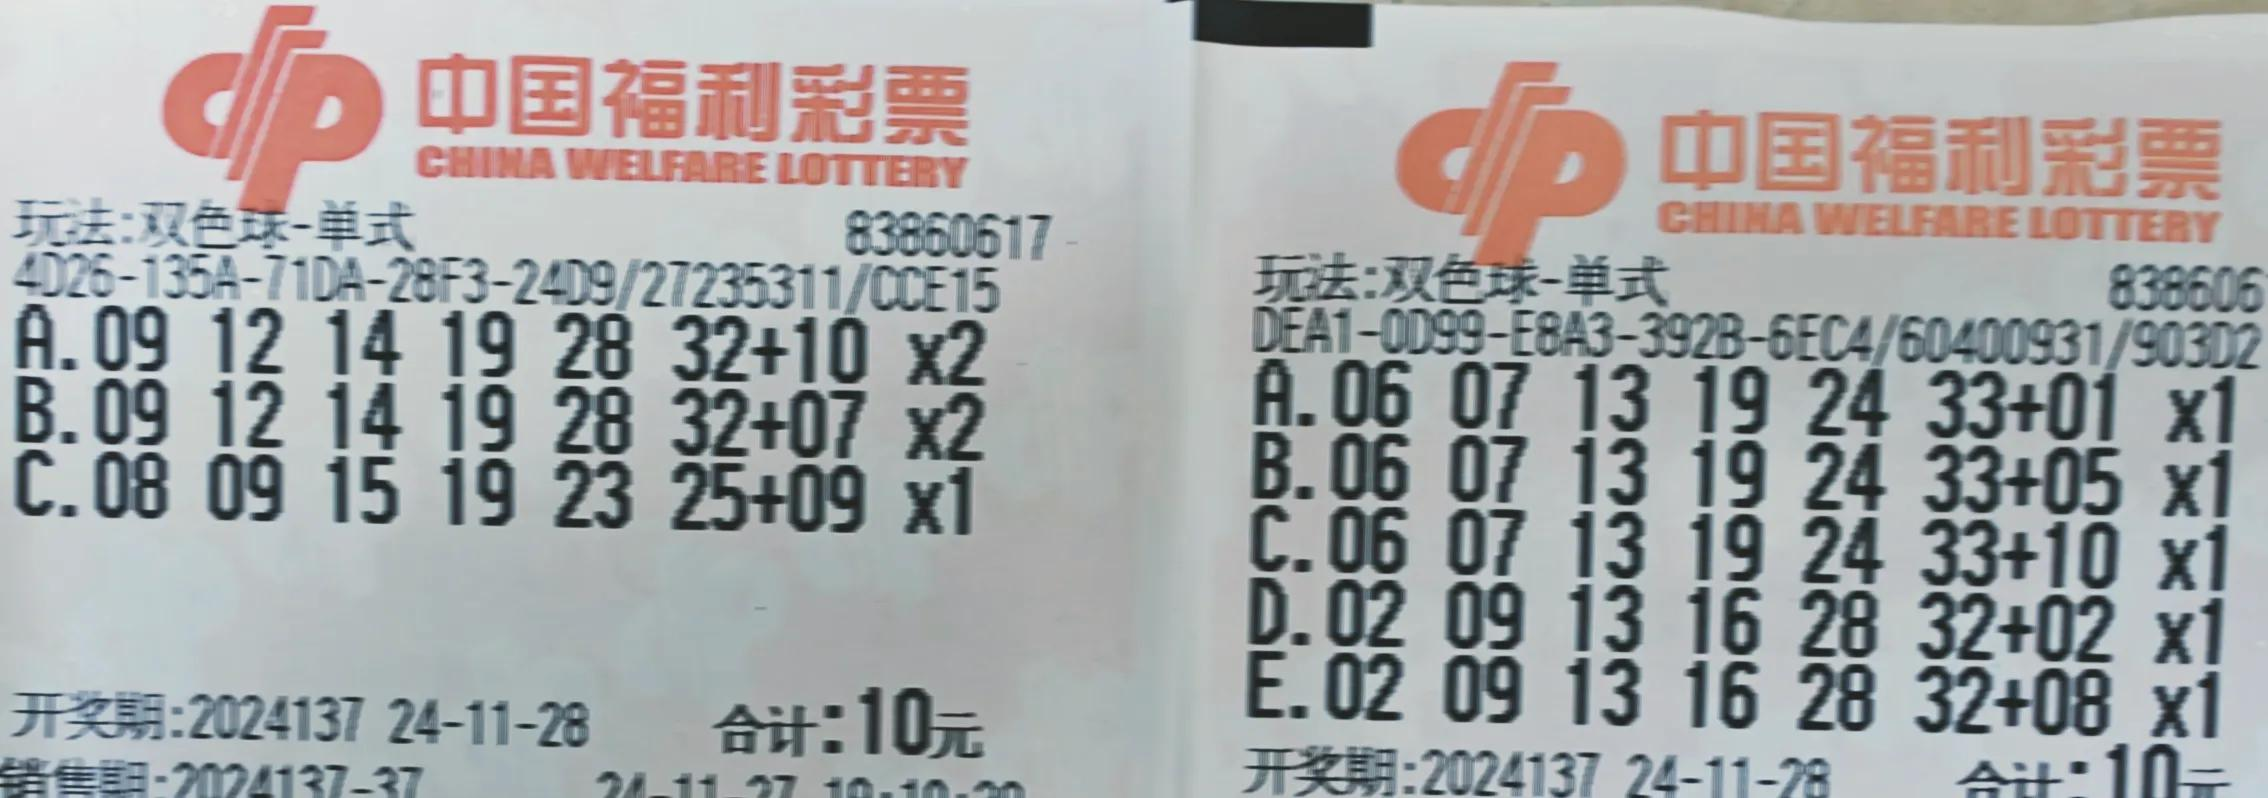 中国福利彩票
CHINA WELFARE LOTTERY
玩法:双色球-单式 83860617
4D26-135A-71DA-28F3-24D9/27235311/CCE15
A.09 12 14 19 28 32+10 x2
B.09 12 14 19 28 32+07 x2
C.08 09 15 19 23 25+09 x1
开奖期:2024137 24-11-28 合计:10元
销售期:2024137-37 24-11-27
中国福利彩票
CHINA WELFARE LOTTERY
玩法:双色球-单式 838606
DEA1-0D99-E8A3-392B-6EC4/60400931/903D2
A.06 07 13 19 24 33+01 x1
B.06 07 13 19 24 33+05 x1
C.06 07 13 19 24 33+10 x1
D.02 09 13 16 28 32+02 x1
E.02 09 13 16 28 32+08 x1
开奖期:2024137 24-11-28 合计:10元